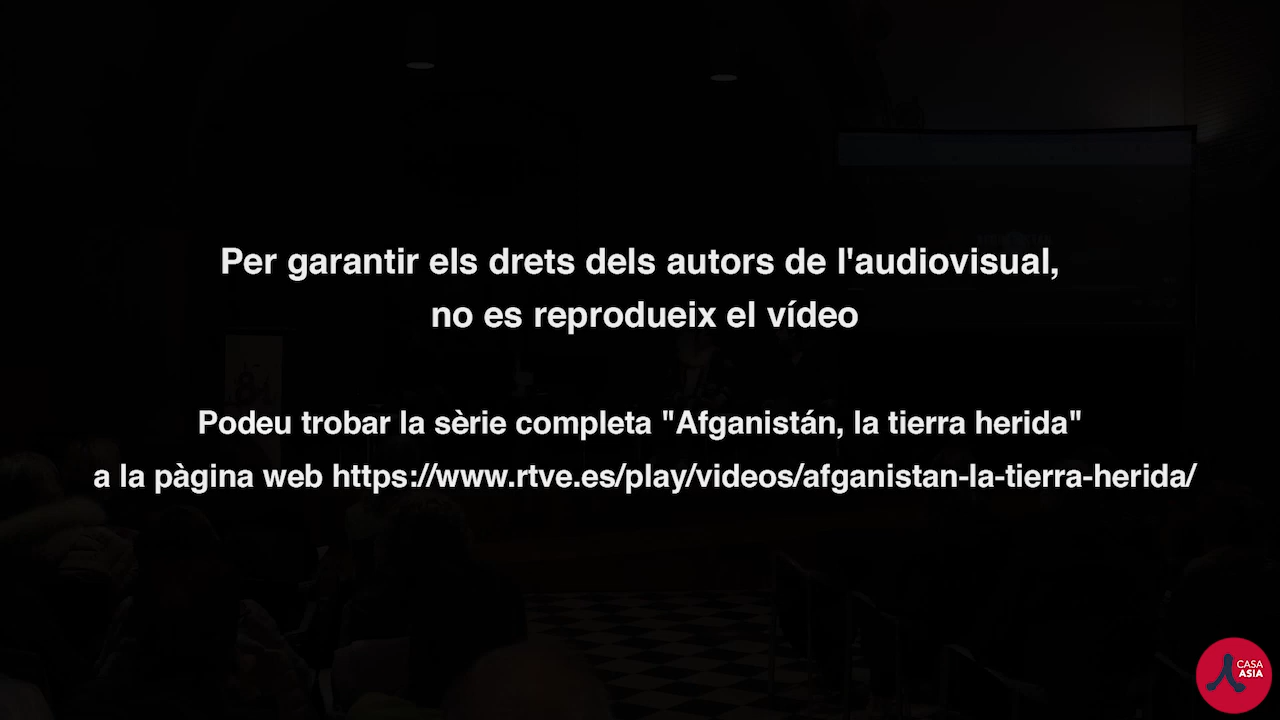 Per garantir els drets dels autors de l'audiovisual,
no es reprodueix el vídeo
Podeu trobar la sèrie completa "Afganistán, la tierra herida"
a la pàgina web https://www.rtve.es/play/videos/afganistan-la-tierra-herida/
CASA
ASIA